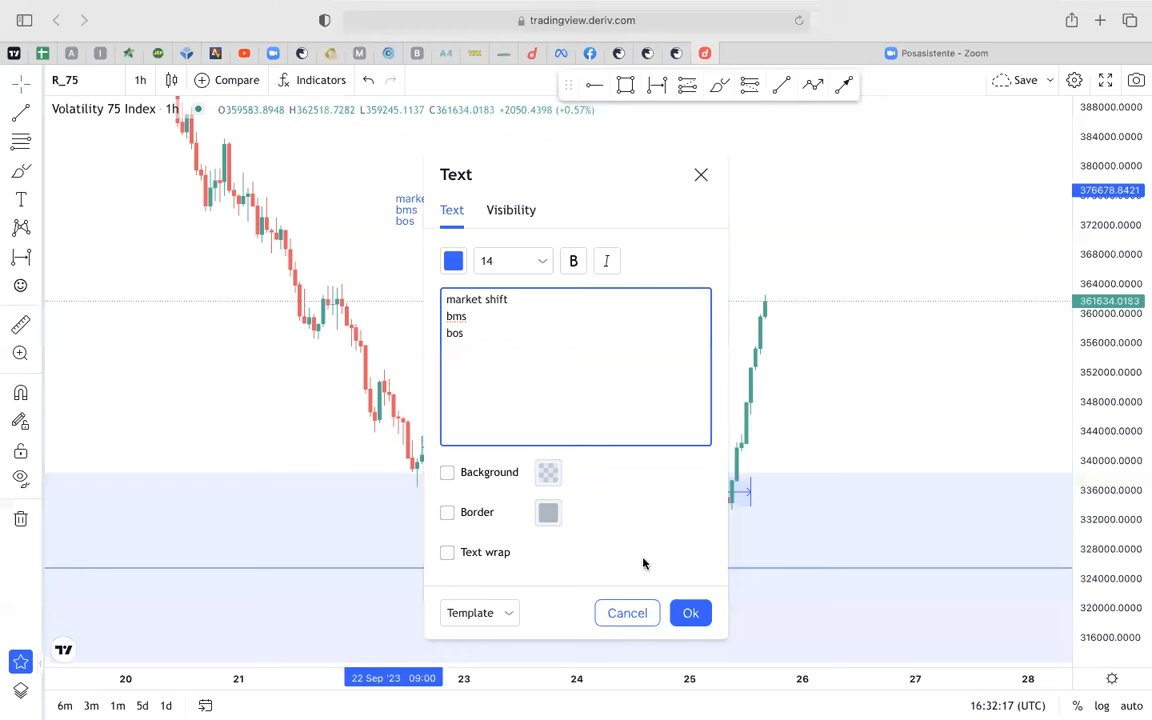 tradingview.deriv.com
A
I
JEP
M
B
A4
Posasistente – Zoom
R_75
1h
Compare
Indicators
Save
Volatility 75 Index · 1h
O359583.8948 H362518.7282 L359245.1137 C361634.0183 +2050.4398 (+0.57%)
marke
bms
bos
Text
Text
Visibility
14
B
I
market shift
bms
bos
Background
Border
Text wrap
Template
Cancel
Ok
388000.0000
384000.0000
380000.0000
376678.8421
372000.0000
368000.0000
364000.0000
361634.0183
360000.0000
356000.0000
352000.0000
348000.0000
344000.0000
340000.0000
336000.0000
332000.0000
328000.0000
324000.0000
320000.0000
316000.0000
20
21
22 Sep '23 09:00
23
24
25
26
27
28
6m
3m
1m
5d
1d
16:32:17 (UTC)
%
log
auto